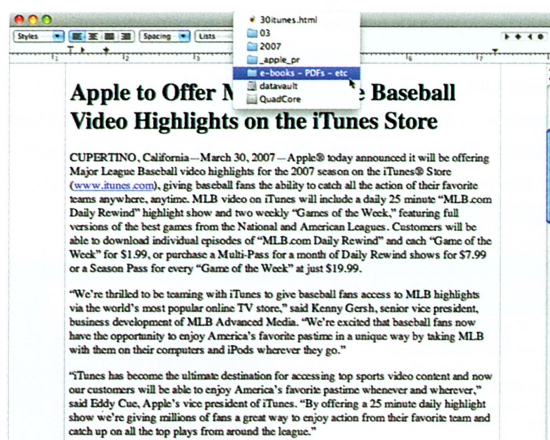 30itunes.html
03
2007
_apple_pr
e-books - PDFs - etc
datavault
QuadCore
Styles
Spacing
Lists
Apple to Offer M e Baseball
Video Highlights on the iTunes Store
CUPERTINO, California—March 30, 2007—Apple® today announced it will be offering
Major League Baseball video highlights for the 2007 season on the iTunes® Store
(www.itunes.com), giving baseball fans the ability to catch all the action of their favorite
teams anywhere, anytime. MLB video on iTunes will include a daily 25 minute “MLB.com
Daily Rewind” highlight show and two weekly “Games of the Week,” featuring full
versions of the best games from the National and American Leagues. Customers will be
able to download individual episodes of “MLB.com Daily Rewind” and each “Game of the
Week” for $1.99, or purchase a Multi-Pass for a month of Daily Rewind shows for $7.99
or a Season Pass for every “Game of the Week” at just $19.99.
“We’re thrilled to be teaming with iTunes to give baseball fans access to MLB highlights
via the world’s most popular online TV store,” said Kenny Gersh, senior vice president,
business development of MLB Advanced Media. “We’re excited that baseball fans now
have the opportunity to enjoy America’s favorite pastime in a unique way by taking MLB
with them on their computers and iPods wherever they go.”
“iTunes has become the ultimate destination for accessing top sports video content and now
our customers will be able to enjoy America’s favorite pastime whenever and wherever,”
said Eddy Cue, Apple’s vice president of iTunes. “By offering a 25 minute daily highlight
show we’re giving millions of fans a great way to enjoy action from their favorite team and
catch up on all the top plays from around the league.”